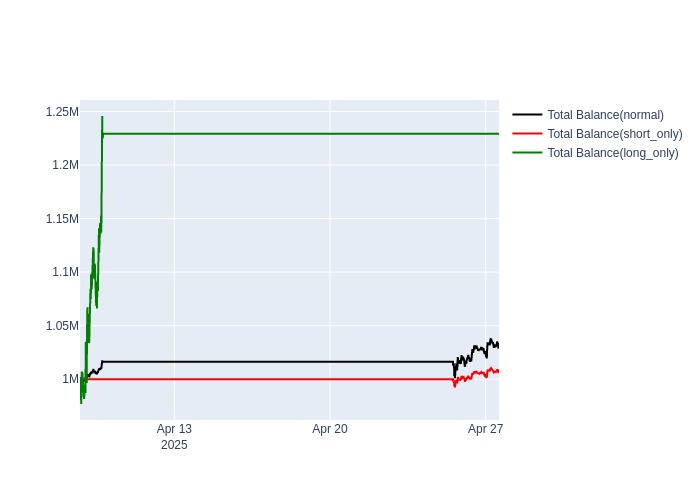 1.25M
1.2M
1.15M
1.1M
1.05M
1M
Apr 13
2025
Apr 20
Apr 27
Total Balance(normal)
Total Balance(short_only)
Total Balance(long_only)